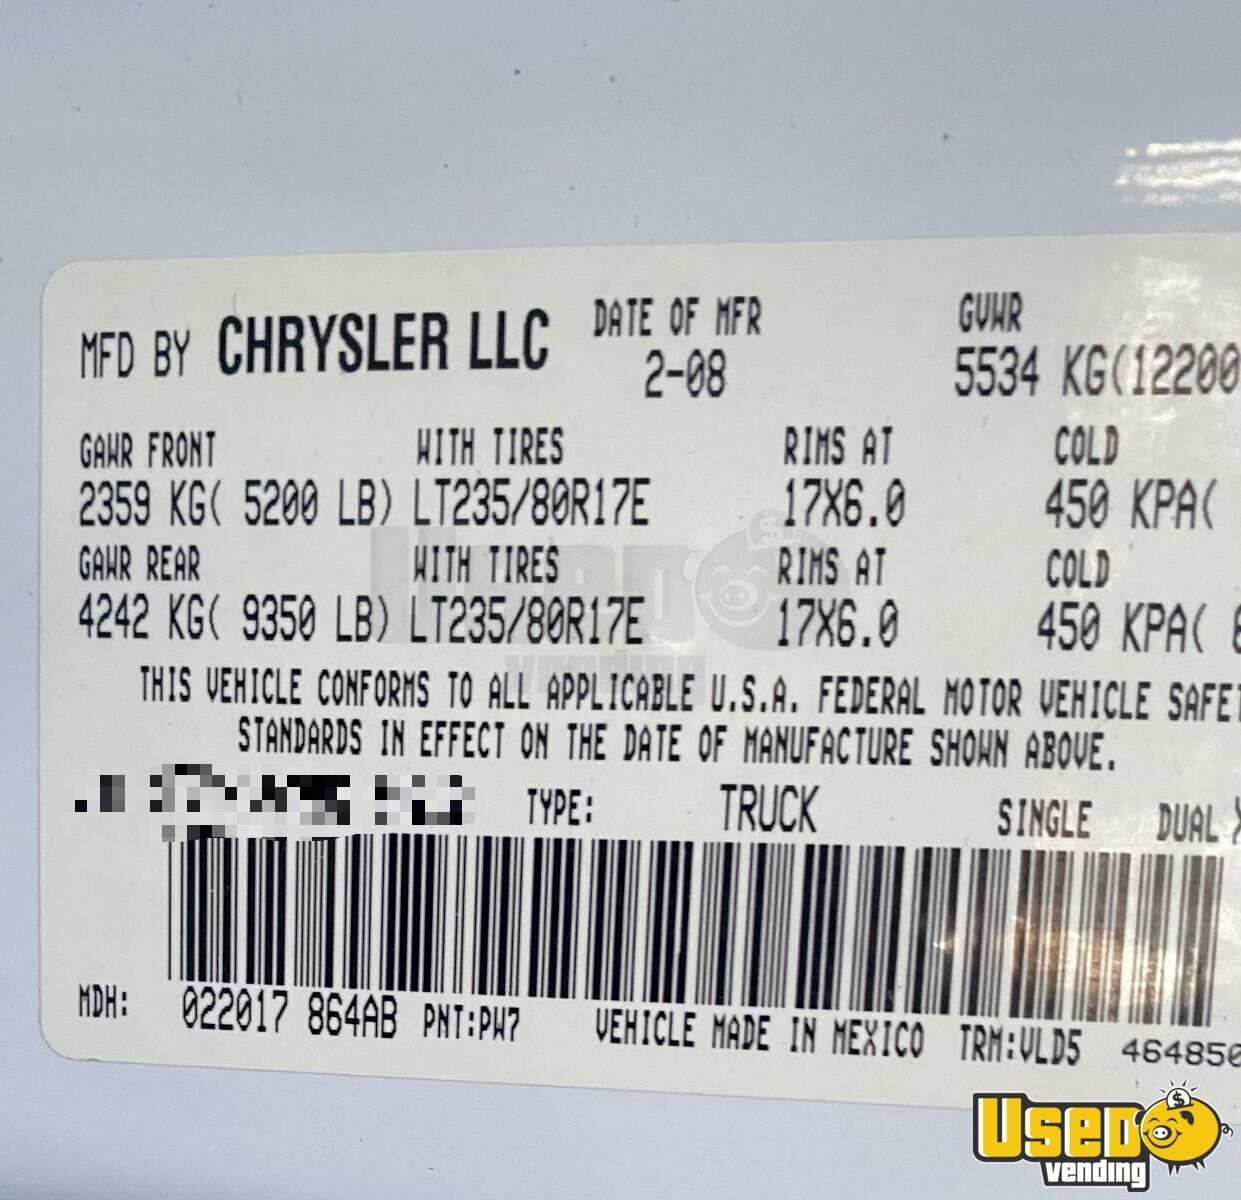 MFD BY CHRYSLER LLC DATE OF MFR GVWR
2-08 5534 KG(12200
GAWR FRONT WITH TIRES RIMS AT COLD
2359 KG( 5200 LB) LT235/80R17E 17X6.0 450 KPA(
GAWR REAR WITH TIRES RIMS AT COLD
4242 KG( 9350 LB) LT235/80R17E 17X6.0 450 KPA(
THIS VEHICLE CONFORMS TO ALL APPLICABLE U.S.A. FEDERAL MOTOR VEHICLE SAFET
STANDARDS IN EFFECT ON THE DATE OF MANUFACTURE SHOWN ABOVE.
TYPE: TRUCK SINGLE DUAL X
MDH: 022017 864AB PNT:PW7 VEHICLE MADE IN MEXICO TRM:VLD5 464850
USED
vending
USED
vending